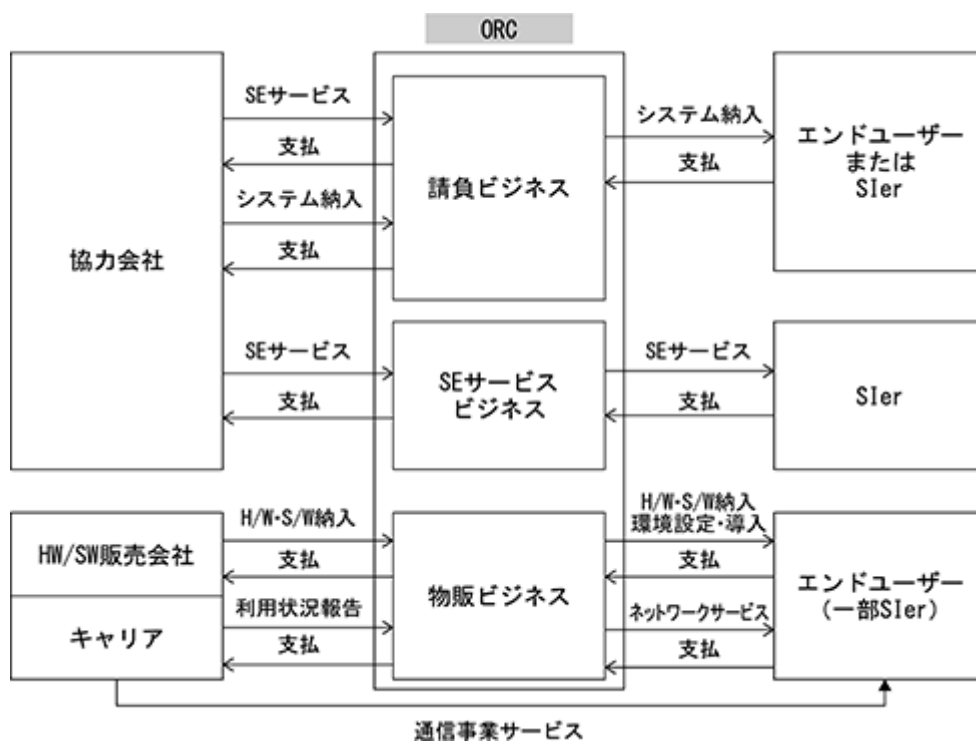 ORC
SEサービス
支払
システム納入
支払
協力会社
請負ビジネス
システム納入
支払
エンドユーザー
または
SIer
SEサービス
支払
SEサービス
ビジネス
SEサービス
支払
SIer
HW/SW販売会社
キャリア
H/W・S/W納入
支払
利用状況報告
支払
物販ビジネス
H/W・S/W納入
環境設定・導入
支払
ネットワークサービス
支払
エンドユーザー
（一部SIer）
通信事業サービス